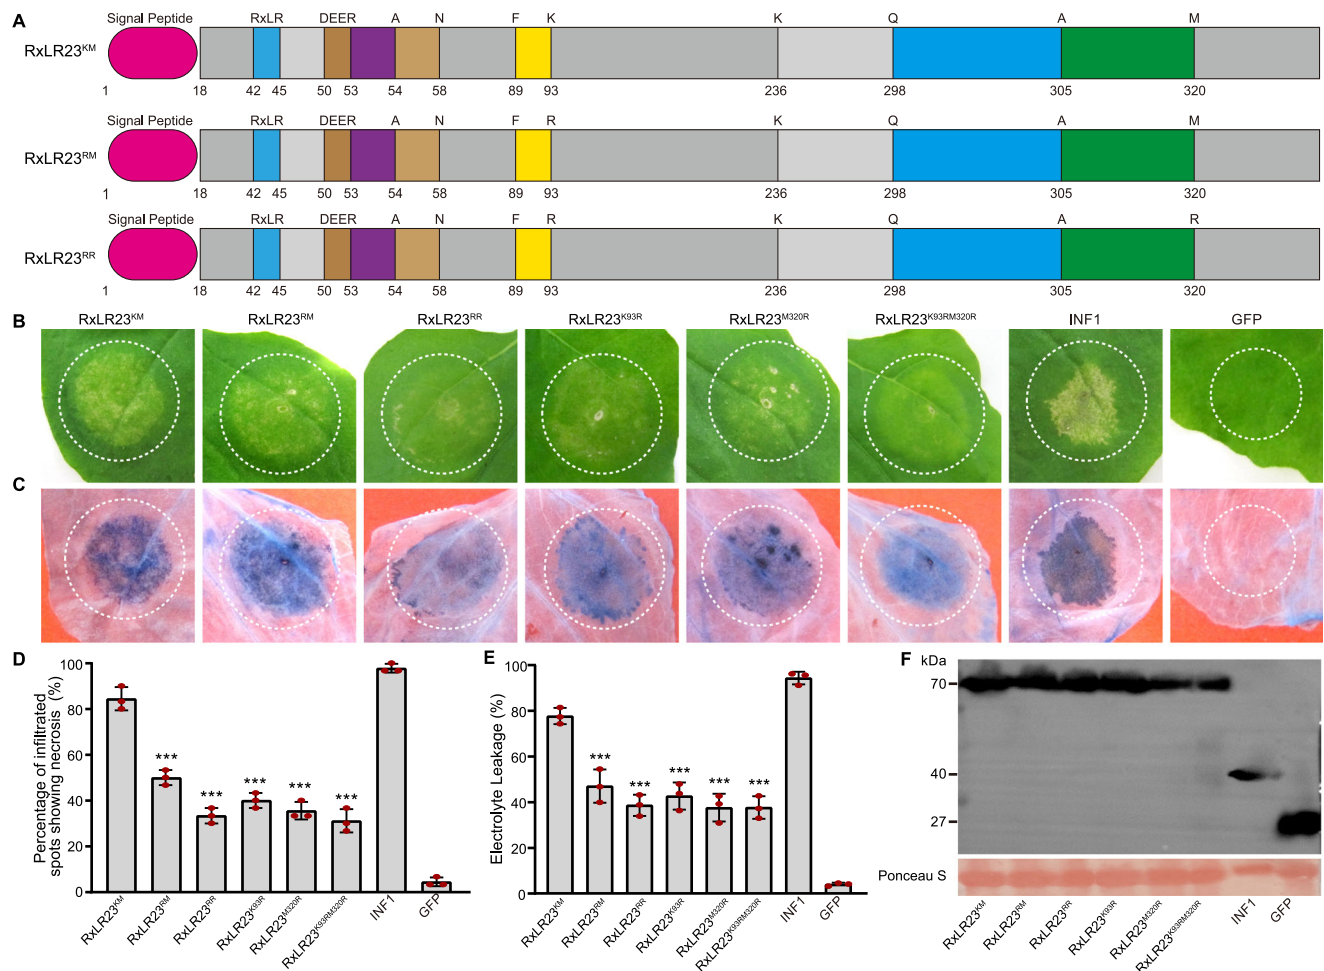 A
Signal Peptide RxLR DEER A N F K K Q A M
RxLR23ᴷᴹ
1 18 42 45 50 53 54 58 89 93 236 298 305 320
Signal Peptide RxLR DEER A N F R K Q A M
RxLR23ᴿᴹ
1 18 42 45 50 53 54 58 89 93 236 298 305 320
Signal Peptide RxLR DEER A N F R K Q A R
RxLR23ᴿᴿ
1 18 42 45 50 53 54 58 89 93 236 298 305 320
B
RxLR23ᴷᴹ RxLR23ᴿᴹ RxLR23ᴿᴿ RxLR23ᴷ⁹³ᴿ RxLR23ᴹ³²⁰ᴿ RxLR23ᴷ⁹³ᴿᴹ³²⁰ᴿ INF1 GFP
C
D
Percentage of infiltrated
spots showing necrosis (%)
100
80
60
40
20
0
*** *** *** *** ***
RxLR23ᴷᴹ RxLR23ᴿᴹ RxLR23ᴿᴿ RxLR23ᴷ⁹³ᴿ RxLR23ᴹ³²⁰ᴿ RxLR23ᴷ⁹³ᴿᴹ³²⁰ᴿ INF1 GFP
E
Electrolyte Leakage (%)
100
80
60
40
20
0
*** *** *** *** ***
RxLR23ᴷᴹ RxLR23ᴿᴹ RxLR23ᴿᴿ RxLR23ᴷ⁹³ᴿ RxLR23ᴹ³²⁰ᴿ RxLR23ᴷ⁹³ᴿᴹ³²⁰ᴿ INF1 GFP
F
kDa
70
40
27
Ponceau S
RxLR23ᴷᴹ RxLR23ᴿᴹ RxLR23ᴿᴿ RxLR23ᴷ⁹³ᴿ RxLR23ᴹ³²⁰ᴿ RxLR23ᴷ⁹³ᴿᴹ³²⁰ᴿ INF1 GFP